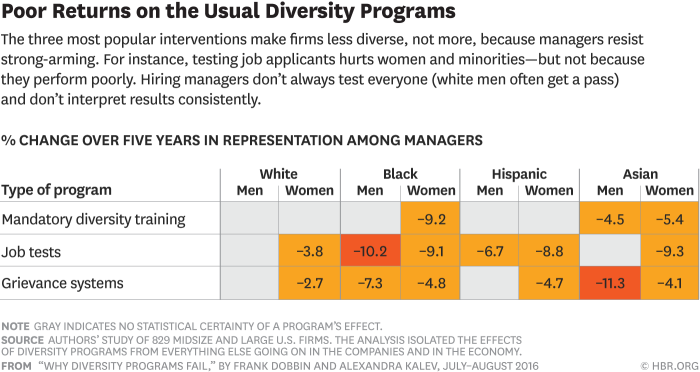 Poor Returns on the Usual Diversity Programs
The three most popular interventions make firms less diverse, not more, because managers resist
strong-arming. For instance, testing job applicants hurts women and minorities—but not because
they perform poorly. Hiring managers don’t always test everyone (white men often get a pass)
and don’t interpret results consistently.
% CHANGE OVER FIVE YEARS IN REPRESENTATION AMONG MANAGERS
White Black Hispanic Asian
Type of program Men Women Men Women Men Women Men Women
Mandatory diversity training −9.2 −4.5 −5.4
Job tests −3.8 −10.2 −9.1 −6.7 −8.8 −9.3
Grievance systems −2.7 −7.3 −4.8 −4.7 −11.3 −4.1
NOTE GRAY INDICATES NO STATISTICAL CERTAINTY OF A PROGRAM’S EFFECT.
SOURCE AUTHORS’ STUDY OF 829 MIDSIZE AND LARGE U.S. FIRMS. THE ANALYSIS ISOLATED THE EFFECTS
OF DIVERSITY PROGRAMS FROM EVERYTHING ELSE GOING ON IN THE COMPANIES AND IN THE ECONOMY.
FROM “WHY DIVERSITY PROGRAMS FAIL,” BY FRANK DOBBIN AND ALEXANDRA KALEV, JULY–AUGUST 2016 © HBR.ORG